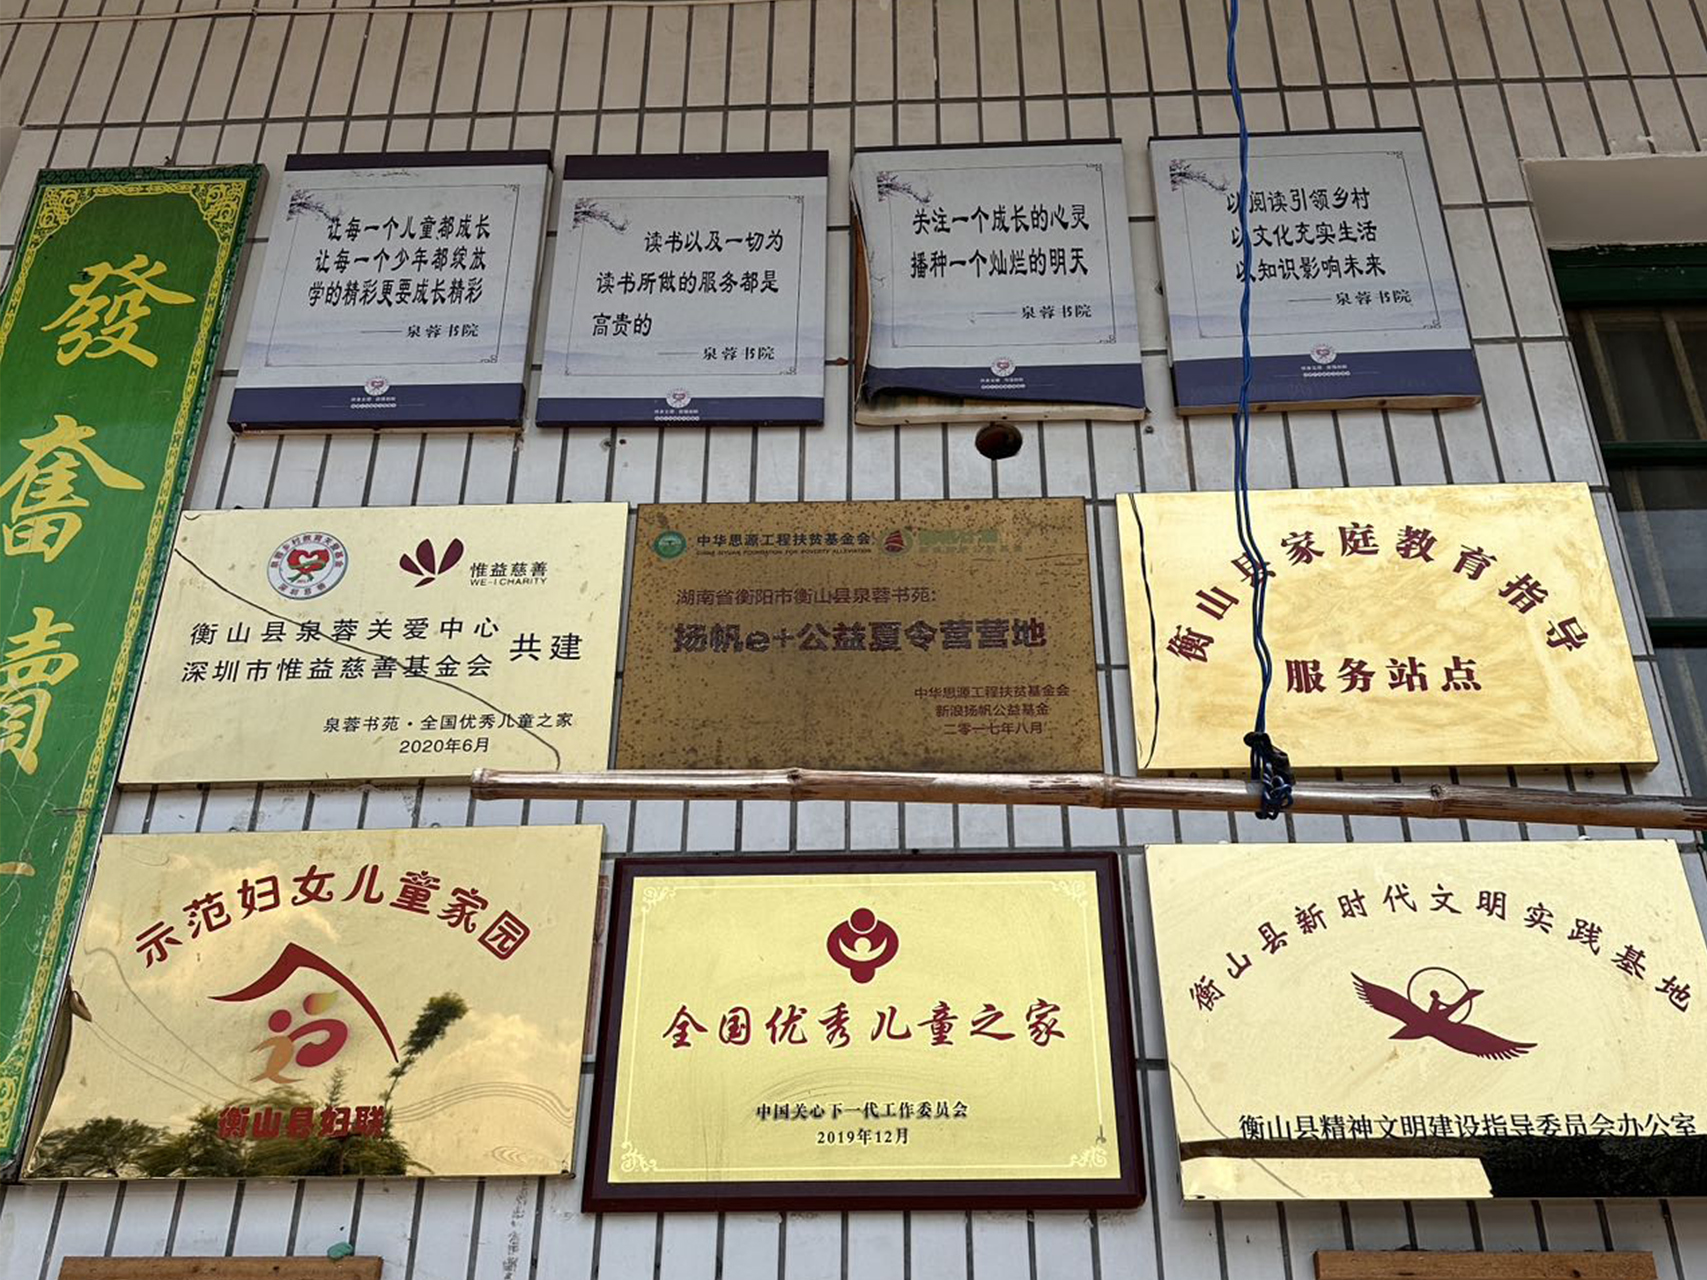 發
奮
讀
让每一个儿童都成长
让每一个少年都绽放
学的精彩更要成长精彩
——泉蓉书院
读书以及一切为
读书所做的服务都是
高贵的
——泉蓉书院
关注一个成长的心灵
播种一个灿烂的明天
——泉蓉书院
以阅读引领乡村
以文化充实生活
以知识影响未来
——泉蓉书院
惟益慈善
WE-I CHARITY
衡山县泉蓉关爱中心
深圳市惟益慈善基金会
共建
泉蓉书苑·全国优秀儿童之家
2020年6月
中华思源工程扶贫基金会
CHINA SIYUAN FOUNDATION FOR POVERTY ALLEVIATION
湖南省衡阳市衡山县泉蓉书苑:
扬帆e+公益夏令营营地
中华思源工程扶贫基金会
新浪扬帆公益基金
二零一七年八月
衡山县家庭教育指导
服务站点
示范妇女儿童家园
衡山县妇联
全国优秀儿童之家
中国关心下一代工作委员会
2019年12月
衡山县新时代文明实践基地
衡山县精神文明建设指导委员会办公室